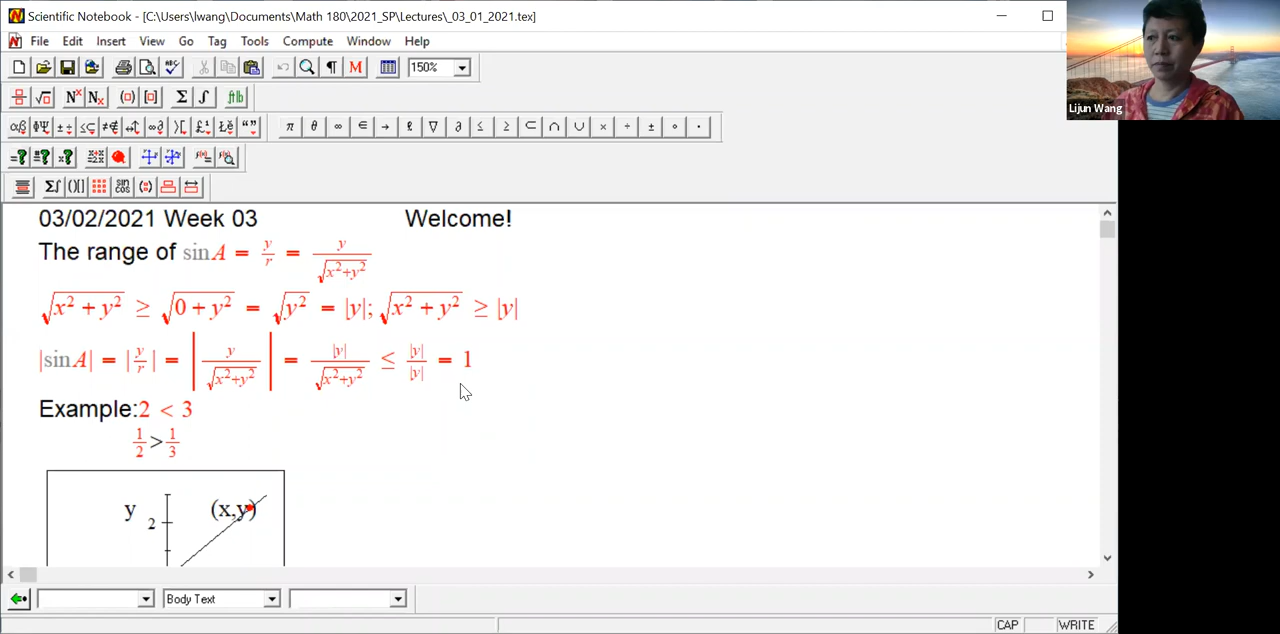 Scientific Notebook - [C:\Users\lwang\Documents\Math 180\2021_SP\Lectures\_03_01_2021.tex]
File Edit Insert View Go Tag Tools Compute Window Help
150%
π θ ∞ ∈ → ∇ ∂ ≤ ≥ ⊂ ∩ ∪ × ÷ ± ∘ ·
03/02/2021 Week 03 Welcome!
The range of sin A = y/r = y/√(x²+y²)
√(x² + y²) ≥ √(0 + y²) = √(y²) = |y|; √(x² + y²) ≥ |y|
|sin A| = |y/r| = |y/√(x²+y²)| = |y|/√(x²+y²) ≤ |y|/|y| = 1
Example: 2 < 3
1/2 > 1/3
y 2 (x,y)
Body Text
CAP WRITE
Lijun Wang